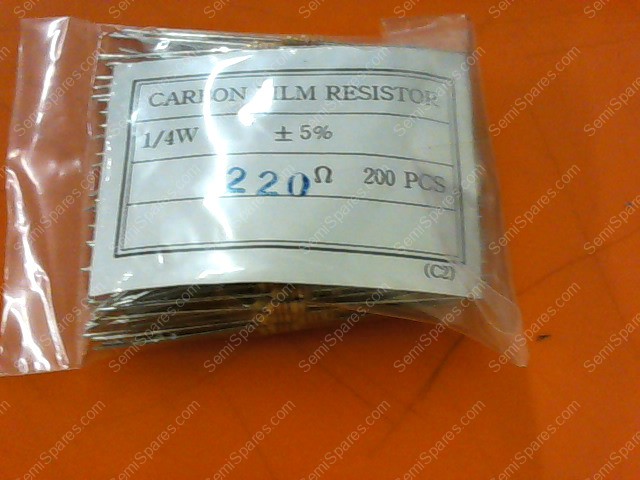 CARBON FILM RESISTOR
1/4W ± 5%
220Ω 200 PCS
(C2)
SemiSpares.com